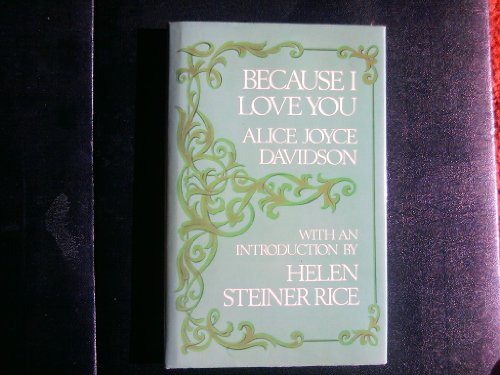 BECAUSE I
LOVE YOU
ALICE JOYCE
DAVIDSON
WITH AN
INTRODUCTION BY
HELEN
STEINER RICE